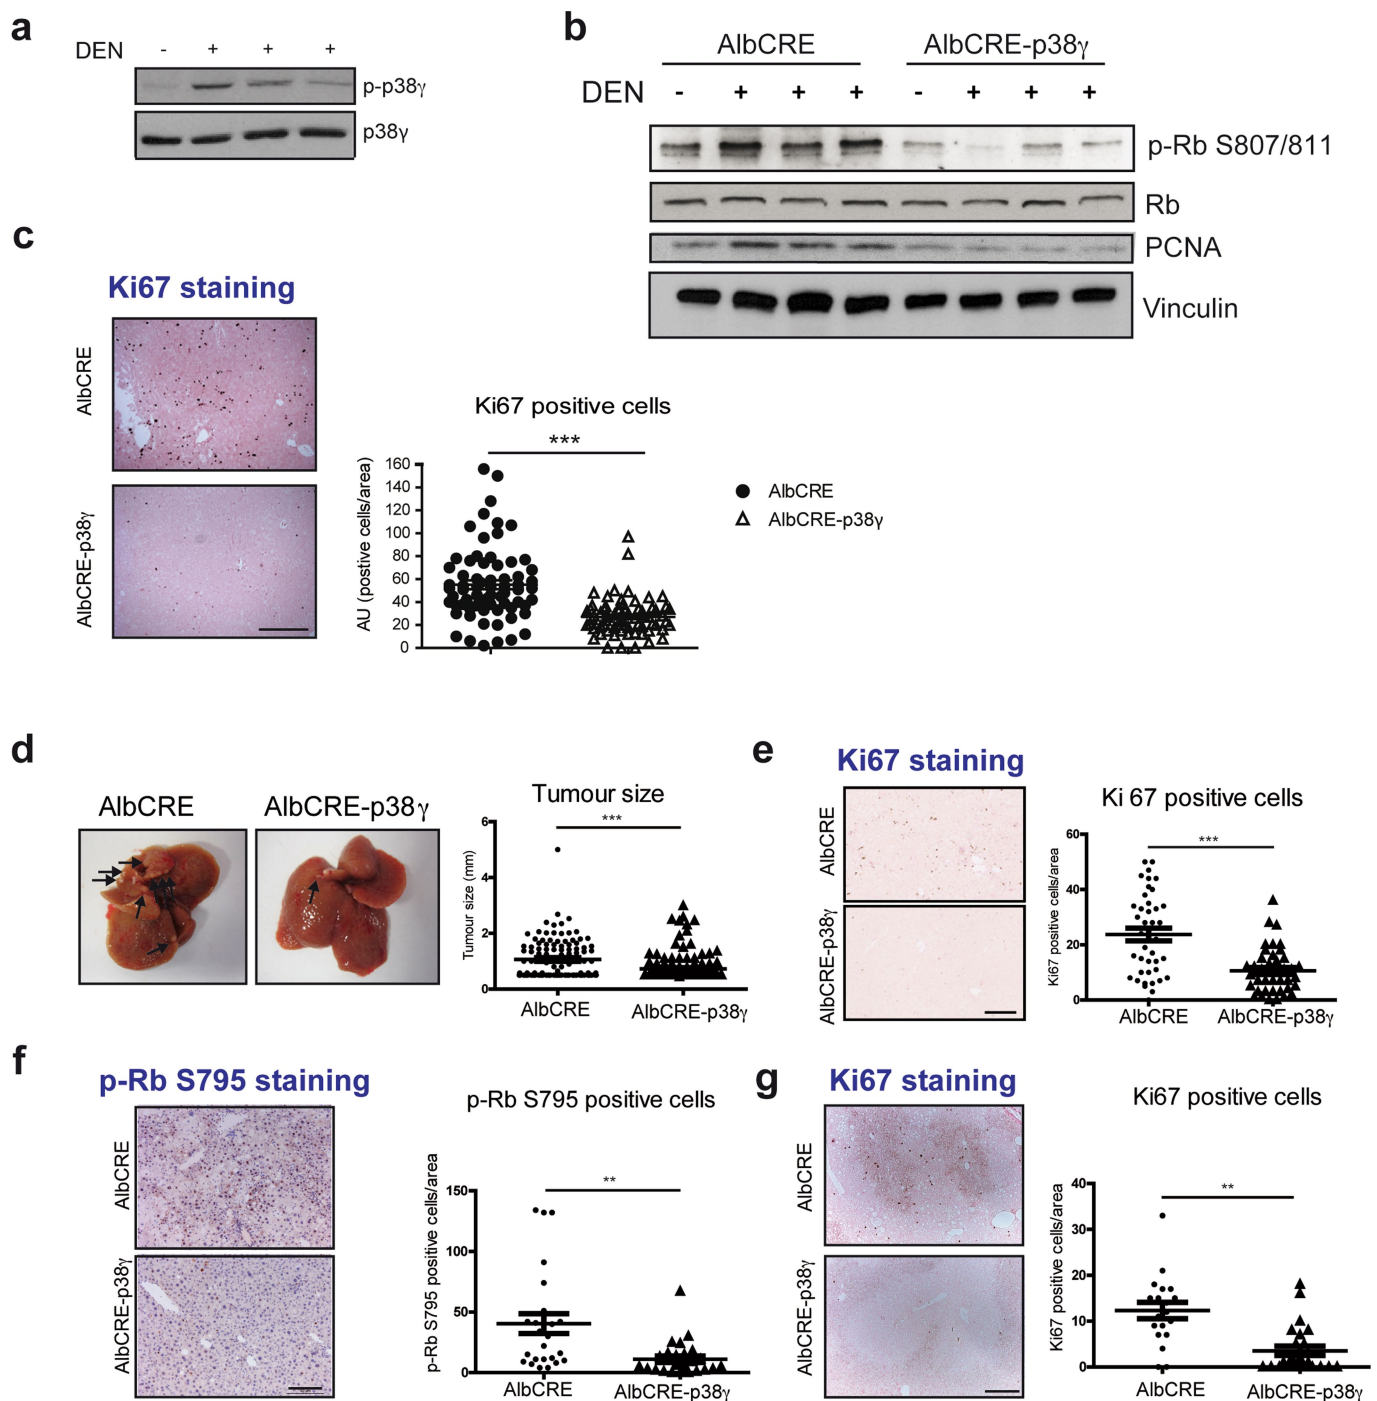 a
DEN - + + +
p-p38γ
p38γ
b
AlbCRE AlbCRE-p38γ
DEN - + + + - + + +
p-Rb S807/811
Rb
PCNA
Vinculin
c
Ki67 staining
AlbCRE
AlbCRE-p38γ
Ki67 positive cells
***
AU (postive cells/area)
160
140
120
100
80
60
40
20
0
AlbCRE
AlbCRE-p38γ
d
AlbCRE AlbCRE-p38γ
Tumour size
***
Tumour size (mm)
6
4
2
0
AlbCRE AlbCRE-p38γ
e
Ki67 staining
AlbCRE
AlbCRE-p38γ
Ki 67 positive cells
***
Ki67 positive cells/area
60
40
20
0
AlbCRE AlbCRE-p38γ
f
p-Rb S795 staining
AlbCRE
AlbCRE-p38γ
p-Rb S795 positive cells
**
p-Rb S795 positive cells/area
150
100
50
0
AlbCRE AlbCRE-p38γ
g
Ki67 staining
AlbCRE
AlbCRE-p38γ
Ki67 positive cells
**
Ki67 positive cells/area
40
30
20
10
0
AlbCRE AlbCRE-p38γ